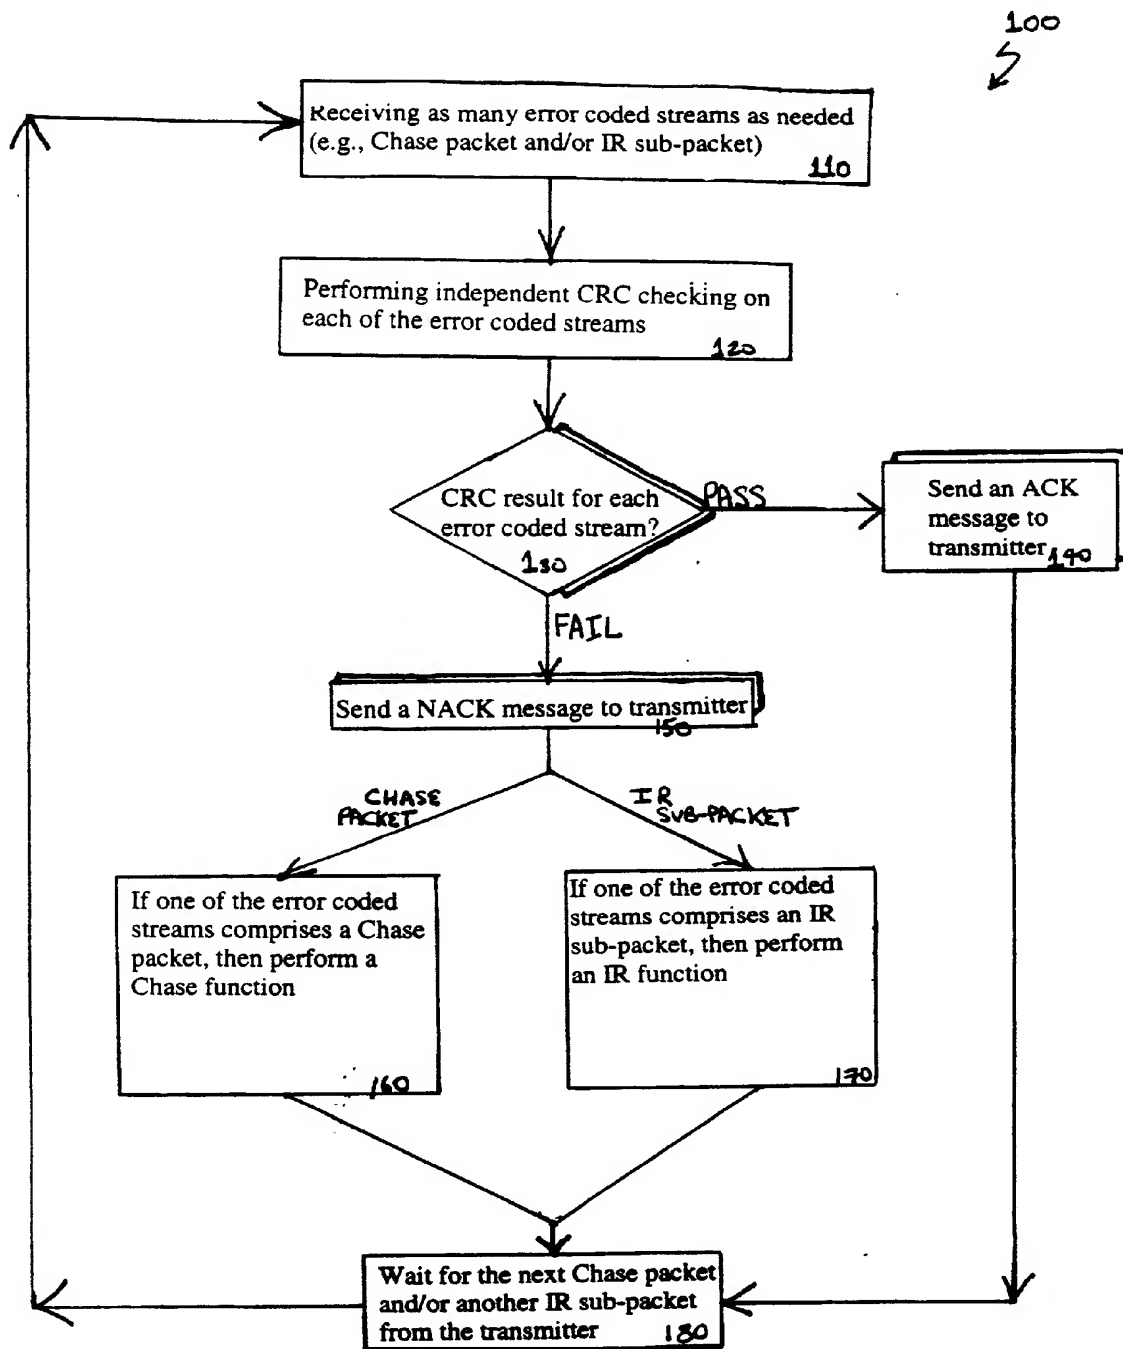 100
Receiving as many error coded streams as needed
(e.g., Chase packet and/or IR sub-packet)
110
Performing independent CRC checking on
each of the error coded streams
120
CRC result for each
error coded stream?
130
PASS
Send an ACK
message to
transmitter
140
FAIL
Send a NACK message to transmitter
150
CHASE
PACKET
IR
SUB-PACKET
If one of the error coded
streams comprises a Chase
packet, then perform a
Chase function
160
If one of the error coded
streams comprises an IR
sub-packet, then perform
an IR function
170
Wait for the next Chase packet
and/or another IR sub-packet
from the transmitter
180